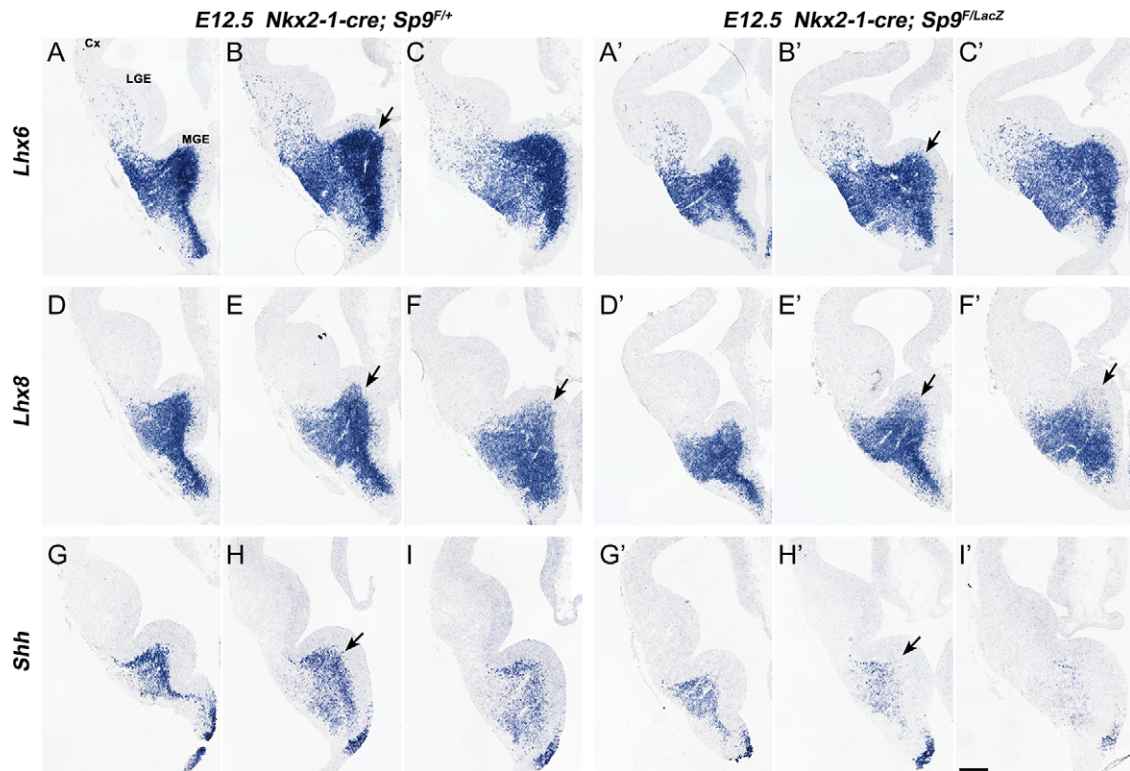 E12.5 Nkx2-1-cre; Sp9F/+ E12.5 Nkx2-1-cre; Sp9F/LacZ
A B C A' B' C'
Cx
LGE
MGE
Lhx6
D E F D' E' F'
Lhx8
G H I G' H' I'
Shh